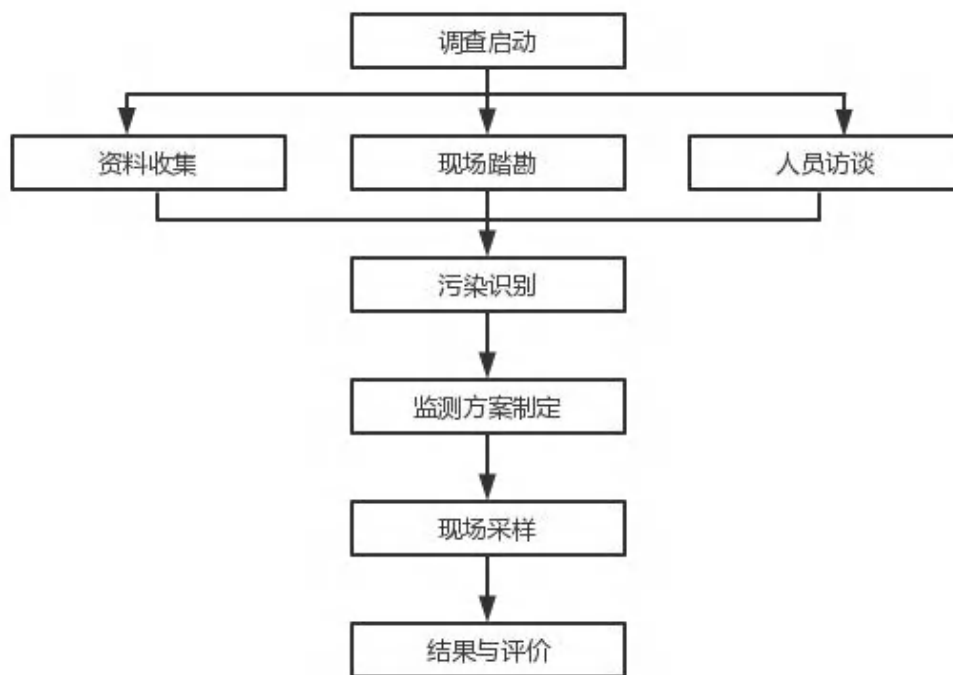 调查启动
资料收集
现场踏勘
人员访谈
污染识别
监测方案制定
现场采样
结果与评价